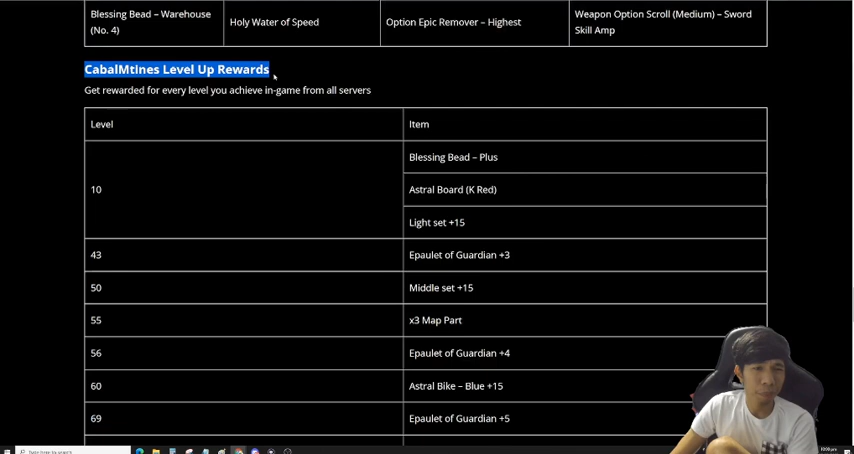 Blessing Bead – Warehouse
(No. 4)
Holy Water of Speed
Option Epic Remover – Highest
Weapon Option Scroll (Medium) – Sword
Skill Amp
CabalMtines Level Up Rewards
Get rewarded for every level you achieve in-game from all servers
Level
Item
10
Blessing Bead – Plus
Astral Board (K Red)
Light set +15
43
Epaulet of Guardian +3
50
Middle set +15
55
x3 Map Part
56
Epaulet of Guardian +4
60
Astral Bike – Blue +15
69
Epaulet of Guardian +5
Type here to search